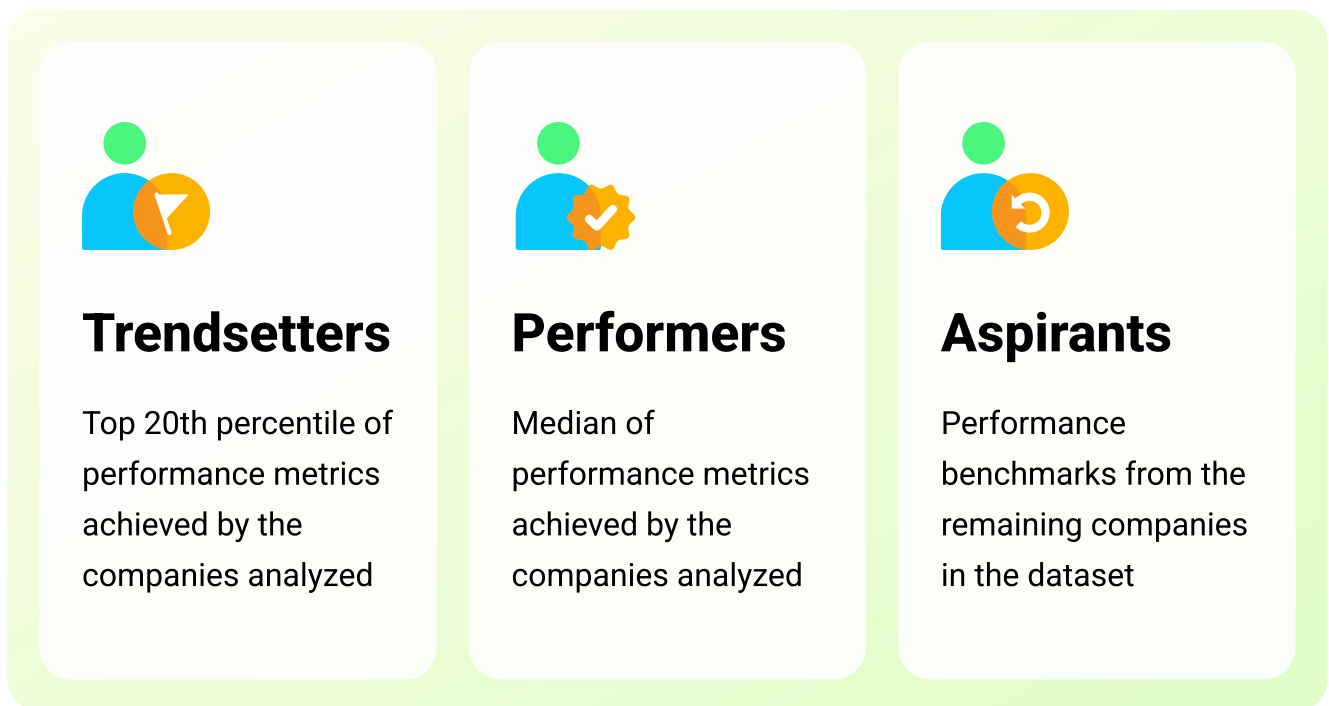 Trendsetters
Top 20th percentile of
performance metrics
achieved by the
companies analyzed
Performers
Median of
performance metrics
achieved by the
companies analyzed
Aspirants
Performance
benchmarks from the
remaining companies
in the dataset